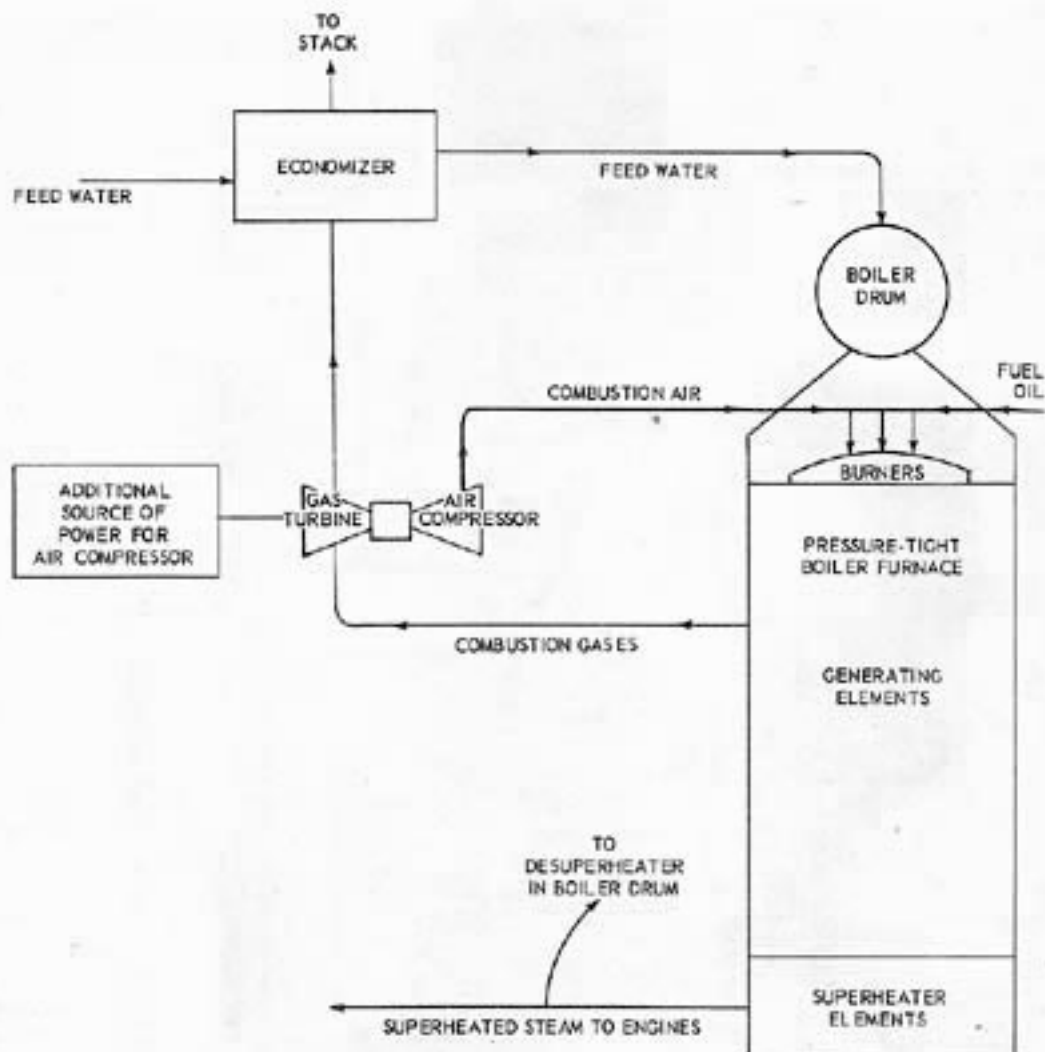 TO
STACK
ECONOMIZER
FEED WATER
FEED WATER
BOILER
DRUM
FUEL
OIL
COMBUSTION AIR
BURNERS
ADDITIONAL
SOURCE OF
POWER FOR
AIR COMPRESSOR
GAS
TURBINE
AIR
COMPRESSOR
PRESSURE-TIGHT
BOILER FURNACE
COMBUSTION GASES
GENERATING
ELEMENTS
TO
DESUPERHEATER
IN BOILER DRUM
SUPERHEATED STEAM TO ENGINES
SUPERHEATER
ELEMENTS